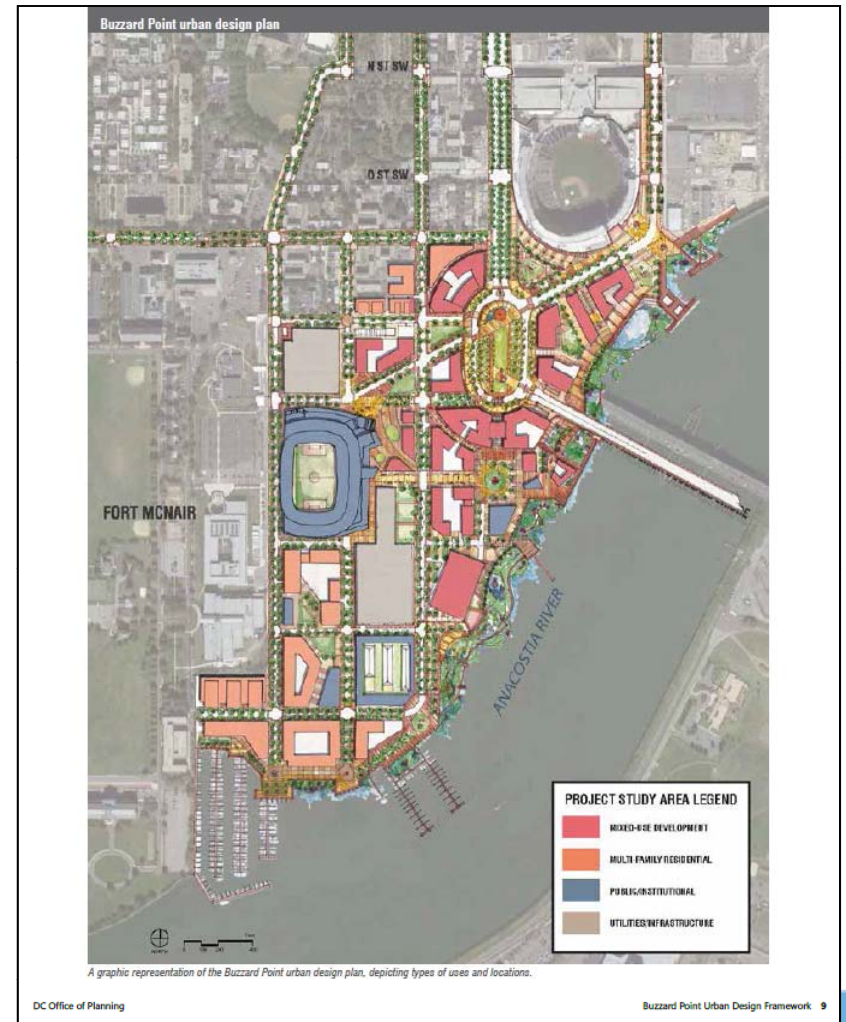 Buzzard Point urban design plan
N ST SW
O ST SW
FORT MCNAIR
ANACOSTIA RIVER
PROJECT STUDY AREA LEGEND
MIXED-USE DEVELOPMENT
MULTI-FAMILY RESIDENTIAL
PUBLIC/INSTITUTIONAL
UTILITIES/INFRASTRUCTURE
A graphic representation of the Buzzard Point urban design plan, depicting types of uses and locations.
DC Office of Planning
Buzzard Point Urban Design Framework 9